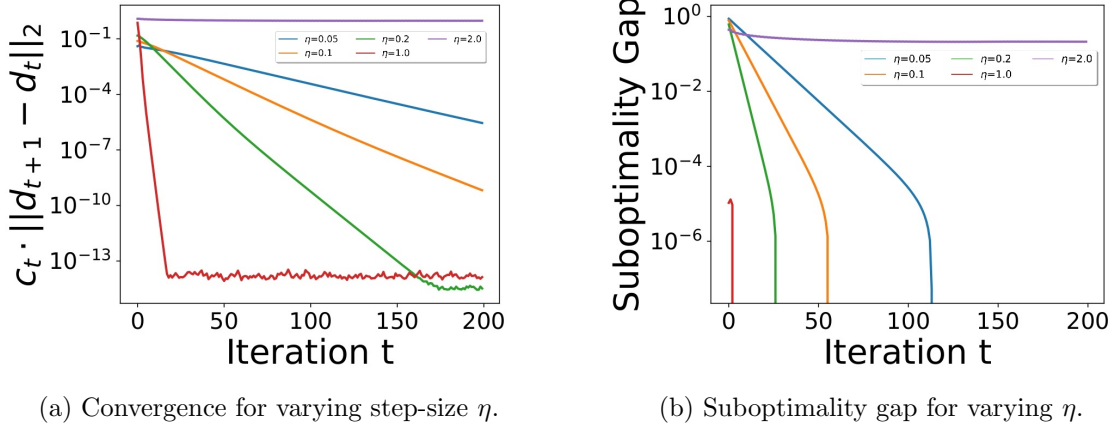 c_t · ||d_{t+1} − d_t||_2
10^{-1}
10^{-4}
10^{-7}
10^{-10}
10^{-13}
η=0.05 η=0.2 η=2.0
η=0.1 η=1.0
0 50 100 150 200
Iteration t
(a) Convergence for varying step-size η.
Suboptimality Gap
10^0
10^{-2}
10^{-4}
10^{-6}
η=0.05 η=0.2 η=2.0
η=0.1 η=1.0
0 50 100 150 200
Iteration t
(b) Suboptimality gap for varying η.